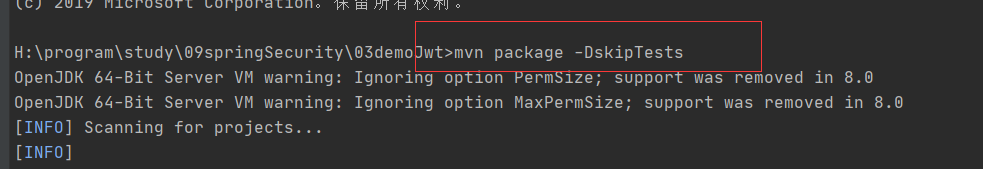 (c) 2019 Microsoft Corporation。保留所有权利。
H:\program\study\09springSecurity\03demoJwt>mvn package -DskipTests
OpenJDK 64-Bit Server VM warning: Ignoring option PermSize; support was removed in 8.0
OpenJDK 64-Bit Server VM warning: Ignoring option MaxPermSize; support was removed in 8.0
[INFO] Scanning for projects...
[INFO]